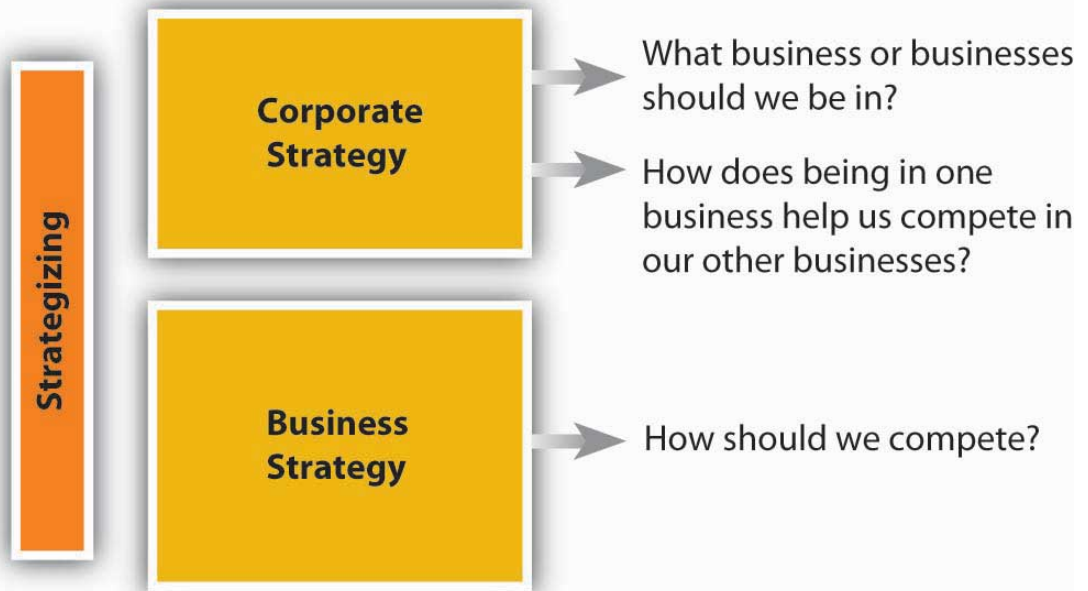 Strategizing
Corporate
Strategy
What business or businesses
should we be in?
How does being in one
business help us compete in
our other businesses?
Business
Strategy
How should we compete?